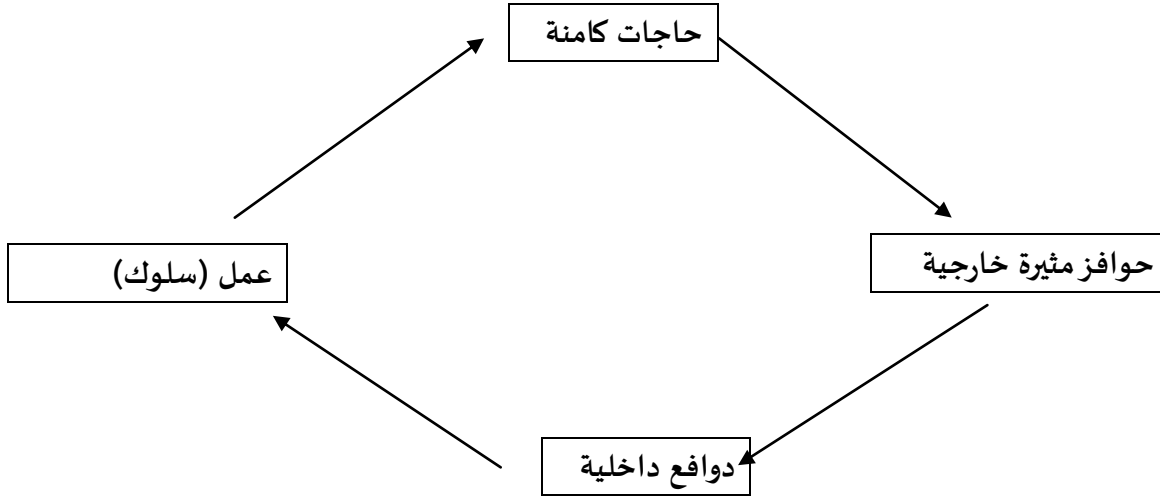 حاجات كامنة
حوافز مثيرة خارجية
دوافع داخلية
عمل (سلوك)